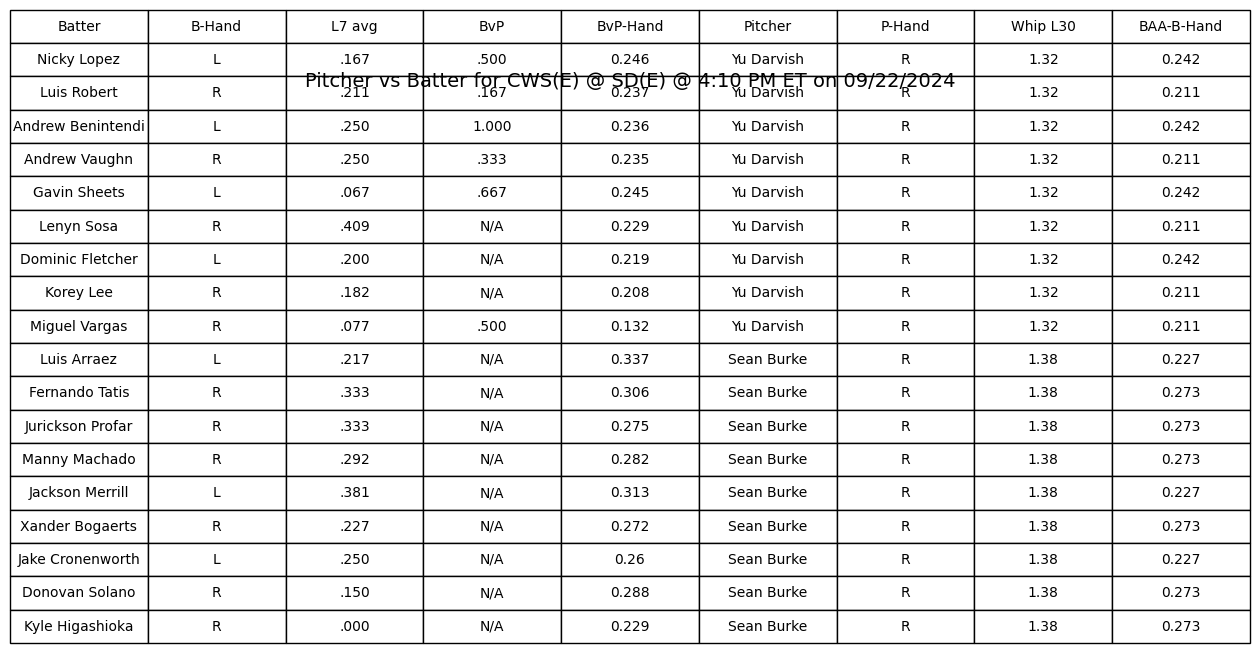 Batter B-Hand L7 avg BvP BvP-Hand Pitcher P-Hand Whip L30 BAA-B-Hand
Nicky Lopez L .167 .500 0.246 Yu Darvish R 1.32 0.242
Pitcher vs Batter for CWS(E) @ SD(E) @ 4:10 PM ET on 09/22/2024
Luis Robert R .211 .167 0.237 Yu Darvish R 1.32 0.211
Andrew Benintendi L .250 1.000 0.236 Yu Darvish R 1.32 0.242
Andrew Vaughn R .250 .333 0.235 Yu Darvish R 1.32 0.211
Gavin Sheets L .067 .667 0.245 Yu Darvish R 1.32 0.242
Lenyn Sosa R .409 N/A 0.229 Yu Darvish R 1.32 0.211
Dominic Fletcher L .200 N/A 0.219 Yu Darvish R 1.32 0.242
Korey Lee R .182 N/A 0.208 Yu Darvish R 1.32 0.211
Miguel Vargas R .077 .500 0.132 Yu Darvish R 1.32 0.211
Luis Arraez L .217 N/A 0.337 Sean Burke R 1.38 0.227
Fernando Tatis R .333 N/A 0.306 Sean Burke R 1.38 0.273
Jurickson Profar R .333 N/A 0.275 Sean Burke R 1.38 0.273
Manny Machado R .292 N/A 0.282 Sean Burke R 1.38 0.273
Jackson Merrill L .381 N/A 0.313 Sean Burke R 1.38 0.227
Xander Bogaerts R .227 N/A 0.272 Sean Burke R 1.38 0.273
Jake Cronenworth L .250 N/A 0.26 Sean Burke R 1.38 0.227
Donovan Solano R .150 N/A 0.288 Sean Burke R 1.38 0.273
Kyle Higashioka R .000 N/A 0.229 Sean Burke R 1.38 0.273